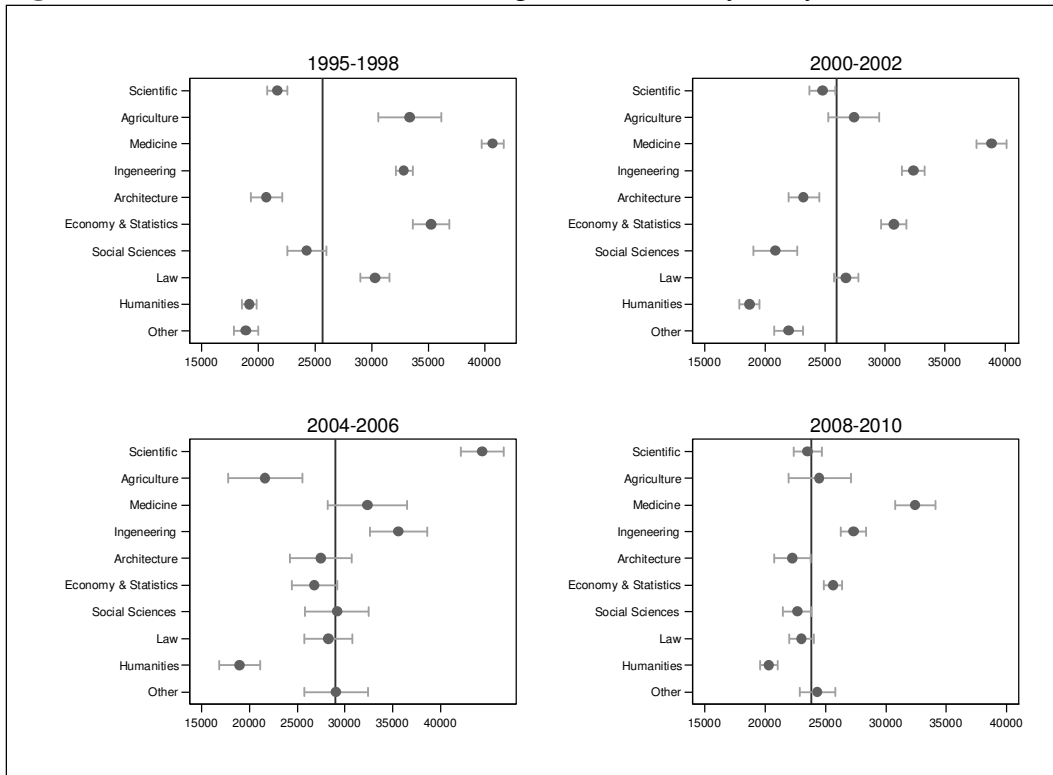 1995-1998
Scientific
Agriculture
Medicine
Ingeneering
Architecture
Economy & Statistics
Social Sciences
Law
Humanities
Other
15000 20000 25000 30000 35000 40000
2000-2002
Scientific
Agriculture
Medicine
Ingeneering
Architecture
Economy & Statistics
Social Sciences
Law
Humanities
Other
15000 20000 25000 30000 35000 40000
2004-2006
Scientific
Agriculture
Medicine
Ingeneering
Architecture
Economy & Statistics
Social Sciences
Law
Humanities
Other
15000 20000 25000 30000 35000 40000
2008-2010
Scientific
Agriculture
Medicine
Ingeneering
Architecture
Economy & Statistics
Social Sciences
Law
Humanities
Other
15000 20000 25000 30000 35000 40000